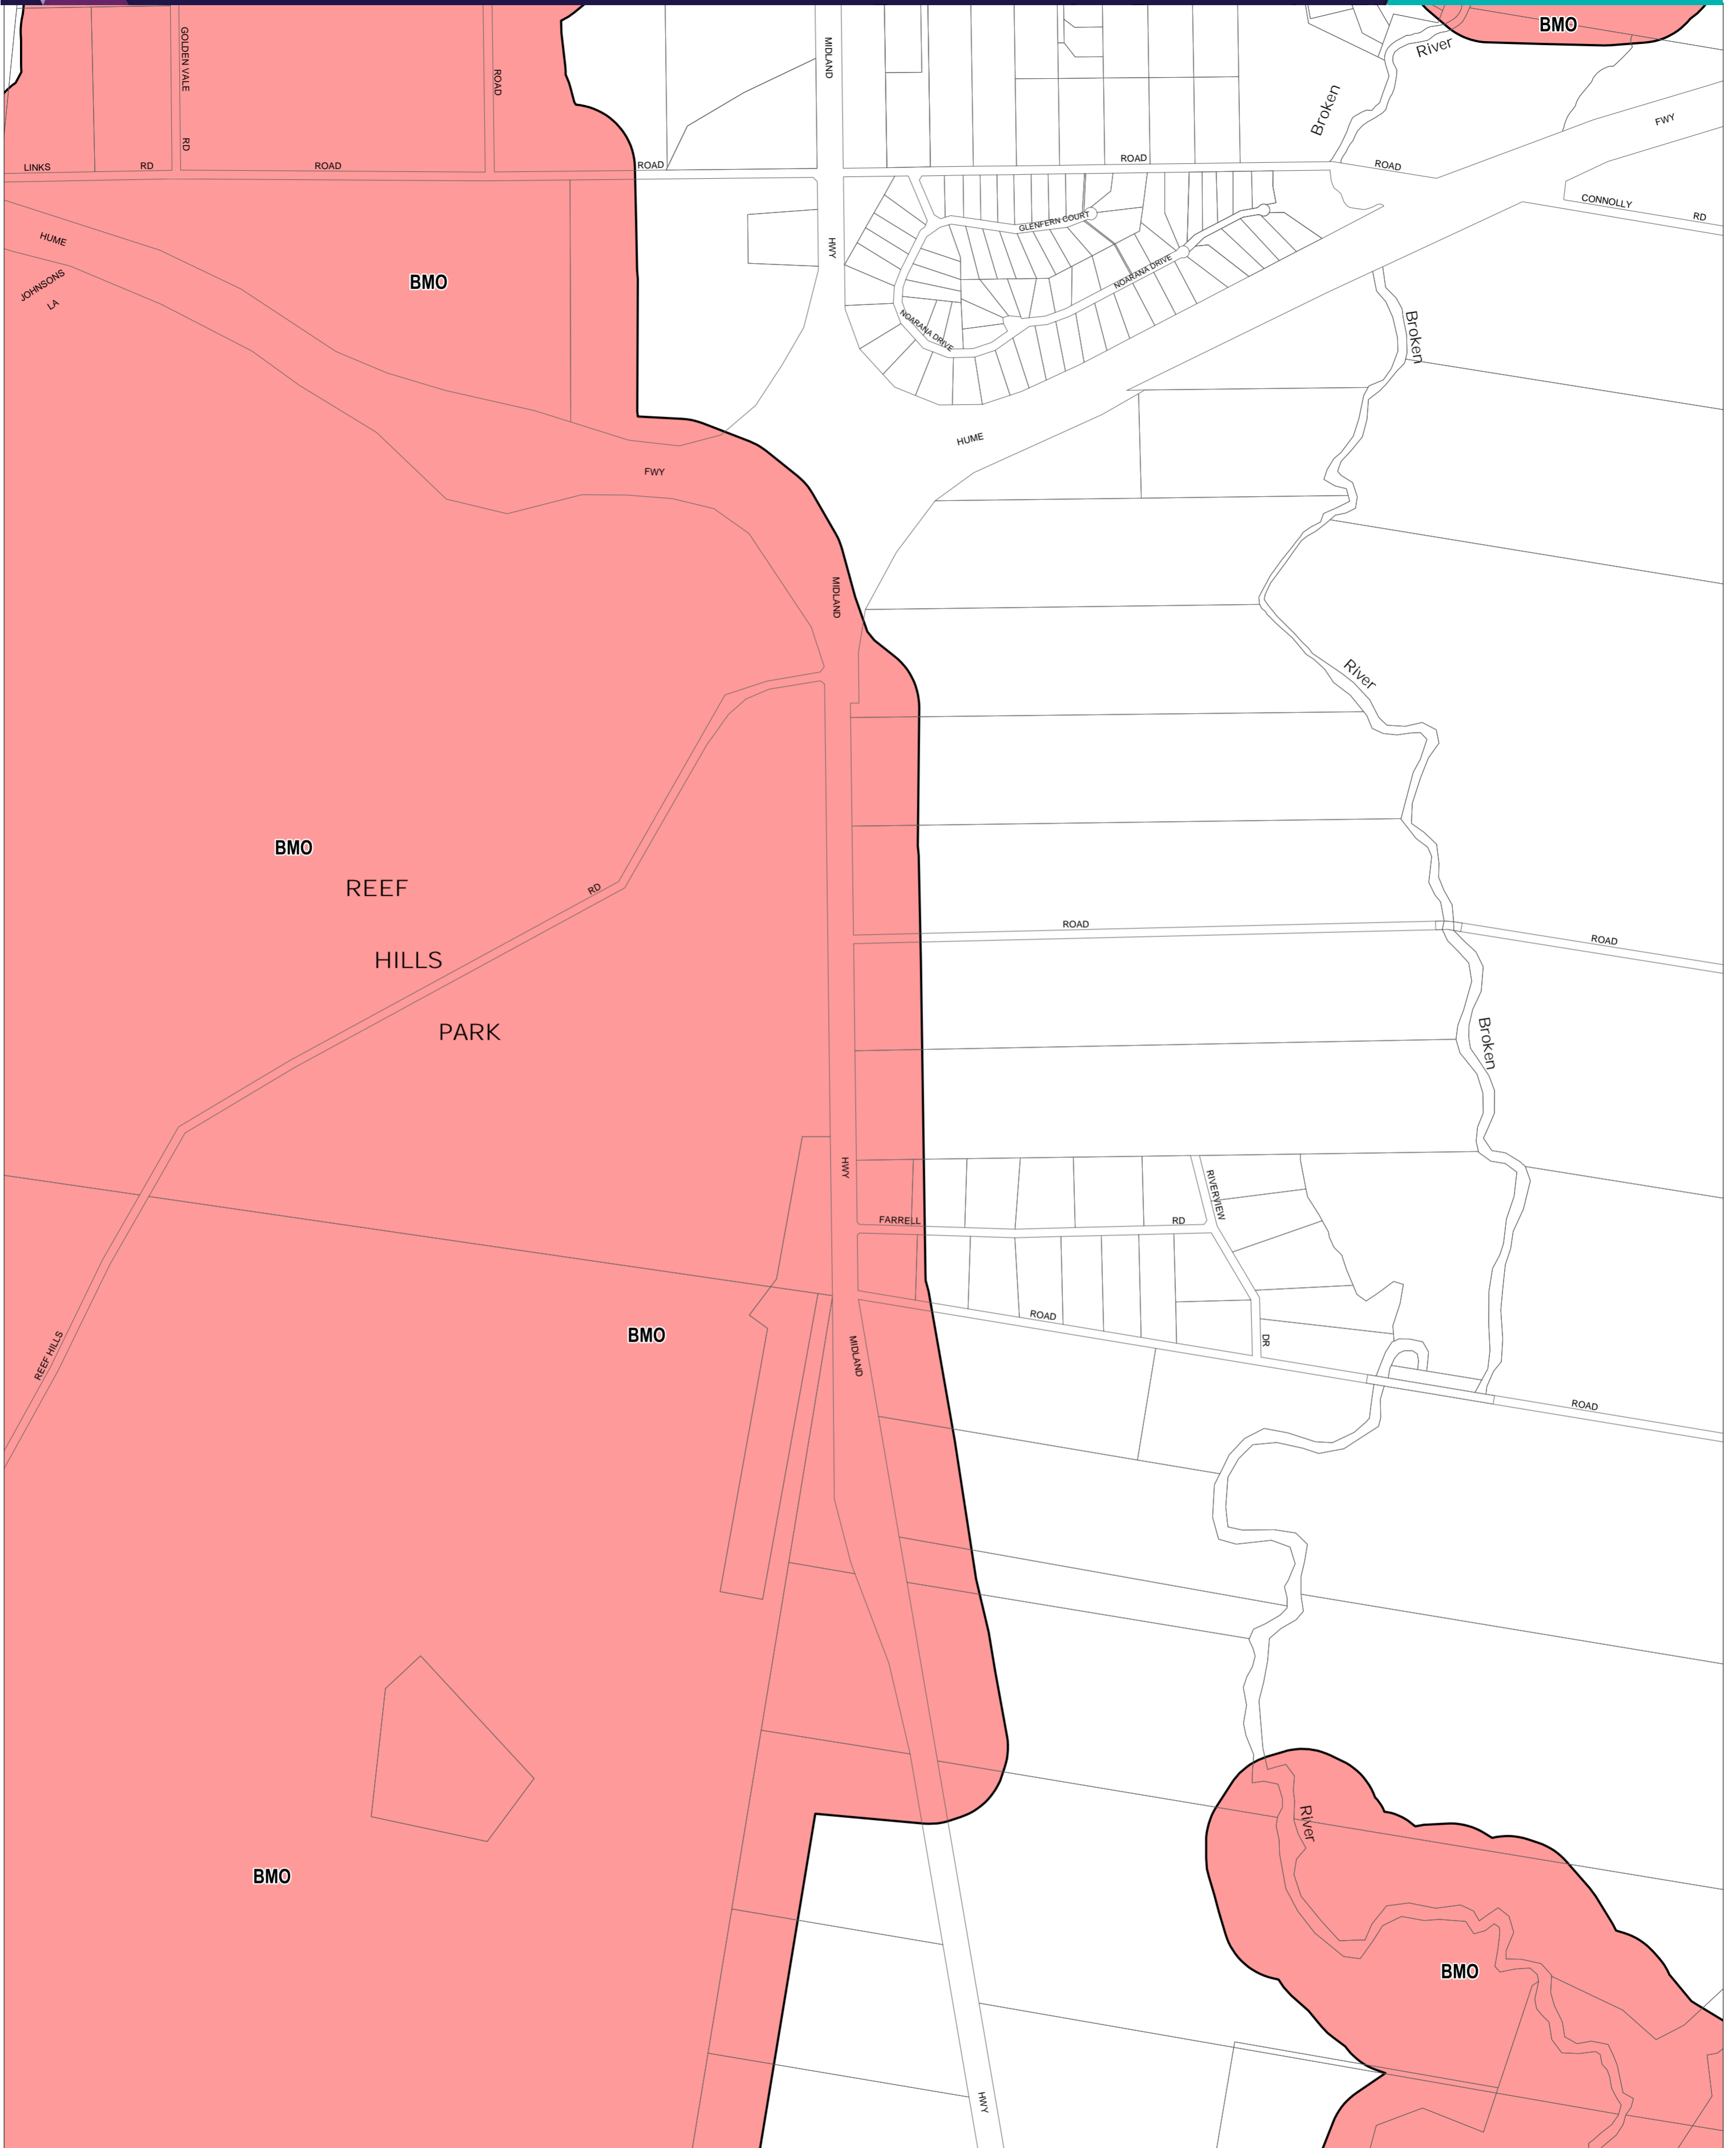 BMO
River
GOLDEN VALE
MIDLAND
ROAD
Broken
FWY
RD
LINKS
RD
ROAD
ROAD
ROAD
ROAD
CONNOLLY
RD
GLENFERN COURT
HUME
HWY
JOHNSONS
LA
BMO
NOARANA DRIVE
NOARANA DRIVE
Broken
HUME
FWY
MIDLAND
River
BMO
REEF
RD
ROAD
ROAD
HILLS
PARK
Broken
HWY
RIVERVIEW
FARRELL
RD
ROAD
BMO
DR
REEF HILLS
MIDLAND
ROAD
River
BMO
BMO
HWY